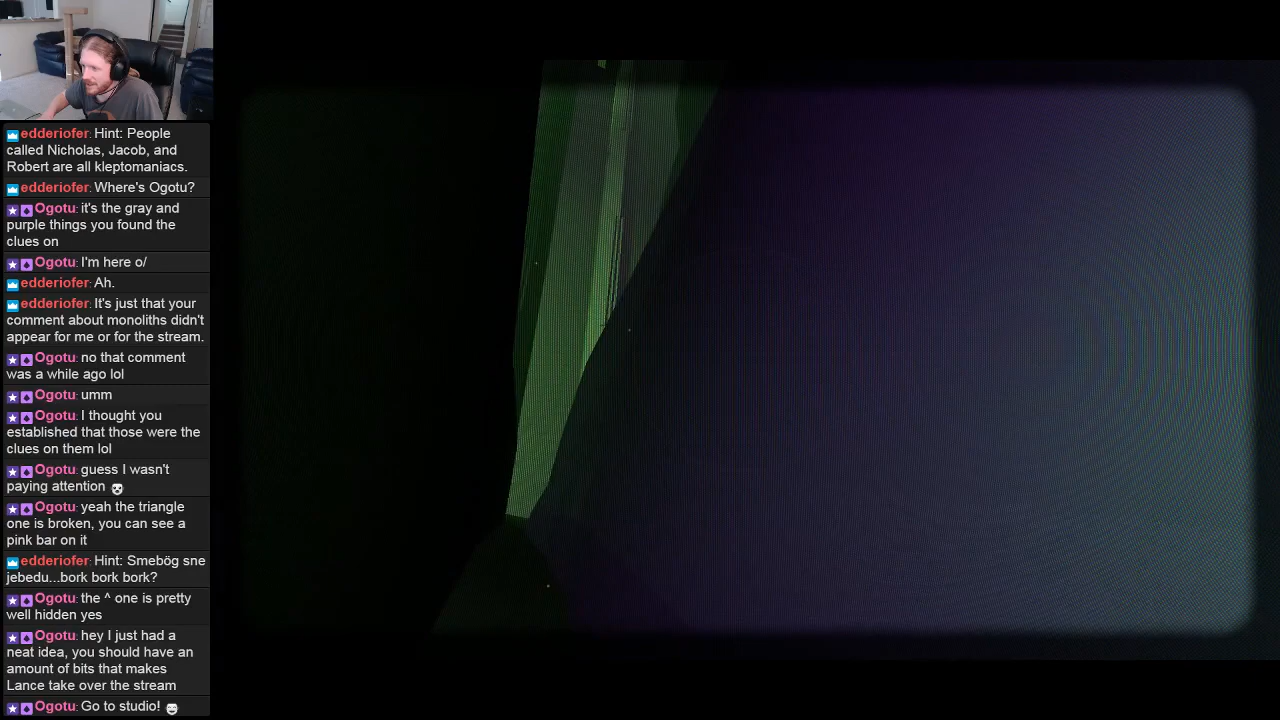 edderiofer: Hint: People
called Nicholas, Jacob, and
Robert are all kleptomaniacs.
edderiofer: Where's Ogotu?
Ogotu: it's the gray and
purple things you found the
clues on
Ogotu: I'm here o/
edderiofer: Ah.
edderiofer: It's just that your
comment about monoliths didn't
appear for me or for the stream.
Ogotu: no that comment
was a while ago lol
Ogotu: umm
Ogotu: I thought you
established that those were the
clues on them lol
Ogotu: guess I wasn't
paying attention
Ogotu: yeah the triangle
one is broken, you can see a
pink bar on it
edderiofer: Hint: Smebög sne
jebedu...bork bork bork?
Ogotu: the ^ one is pretty
well hidden yes
Ogotu: hey I just had a
neat idea, you should have an
amount of bits that makes
Lance take over the stream
Ogotu: Go to studio!